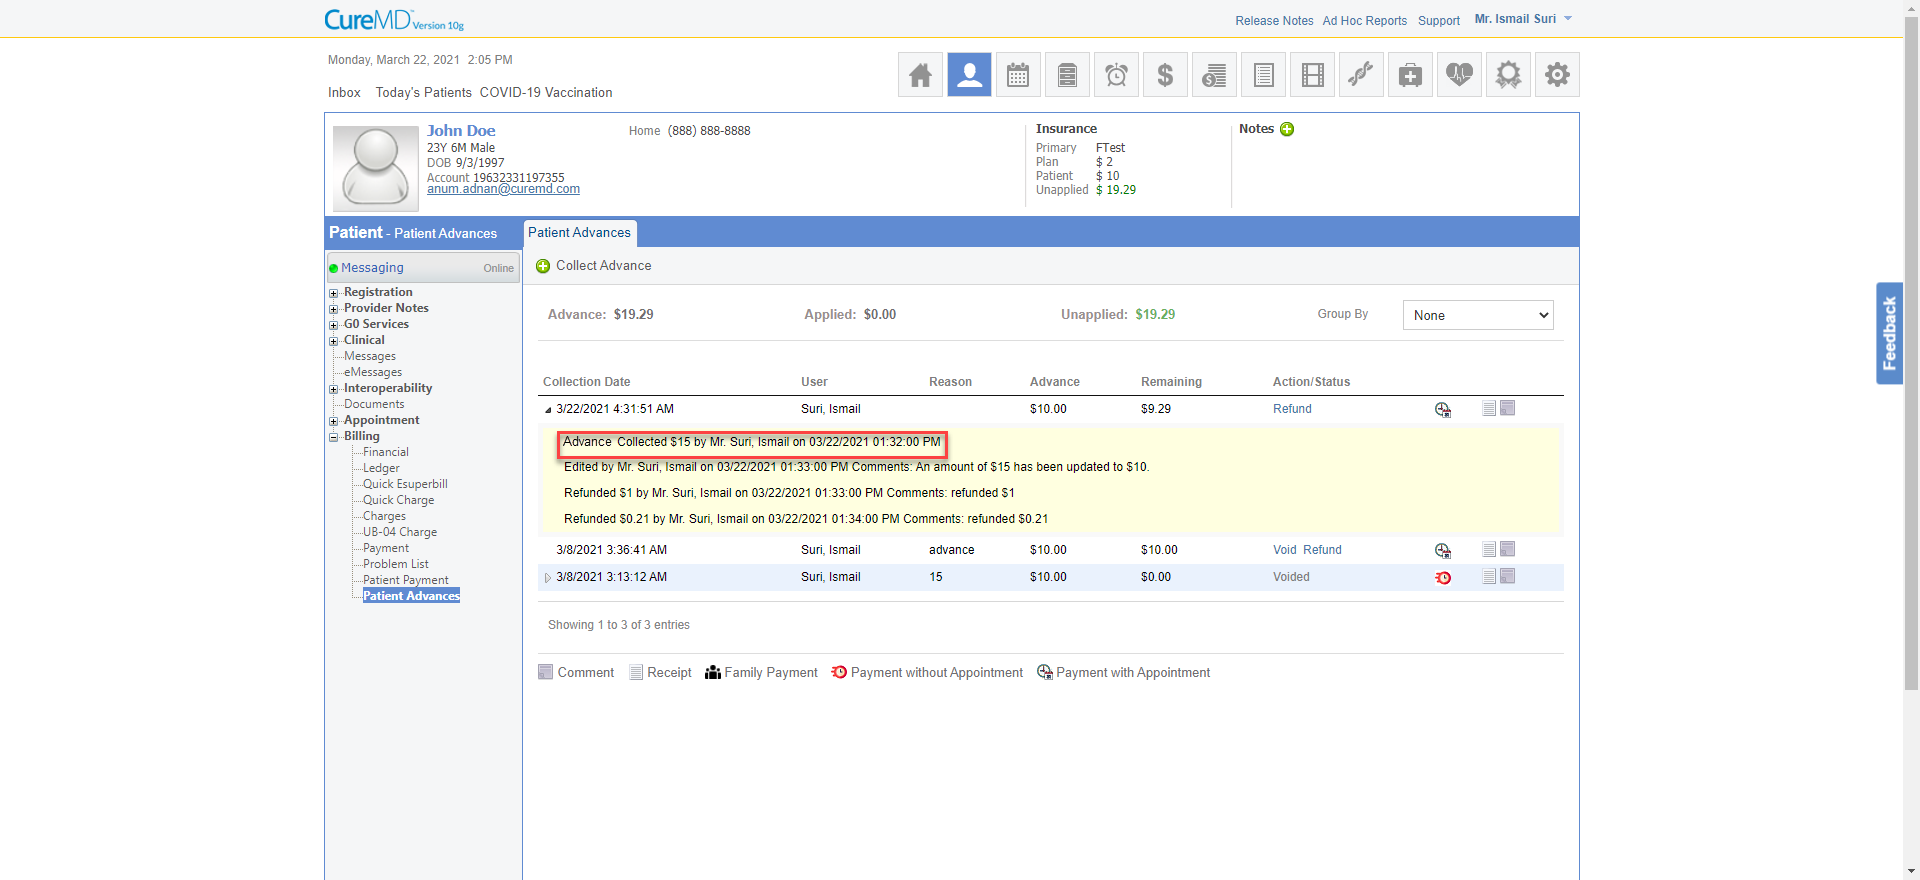 CureMD Version 10g
Release Notes Ad Hoc Reports Support Mr. Ismail Suri
Monday, March 22, 2021 2:05 PM
Inbox Today's Patients COVID-19 Vaccination
John Doe
23Y 6M Male
DOB 9/3/1997
Account 19632331197355
anum.adnan@curemd.com
Home (888) 888-8888
Insurance
Primary FTest
Plan $ 2
Patient $ 10
Unapplied $ 19.29
Notes
Patient - Patient Advances
Patient Advances
Messaging Online
Registration
Provider Notes
G0 Services
Clinical
Messages
eMessages
Interoperability
Documents
Appointment
Billing
Financial
Ledger
Quick Esuperbill
Quick Charge
Charges
UB-04 Charge
Payment
Problem List
Patient Payment
Patient Advances
Collect Advance
Advance: $19.29 Applied: $0.00 Unapplied: $19.29 Group By None
Collection Date User Reason Advance Remaining Action/Status
3/22/2021 4:31:51 AM Suri, Ismail $10.00 $9.29 Refund
Advance Collected $15 by Mr. Suri, Ismail on 03/22/2021 01:32:00 PM
Edited by Mr. Suri, Ismail on 03/22/2021 01:33:00 PM Comments: An amount of $15 has been updated to $10.
Refunded $1 by Mr. Suri, Ismail on 03/22/2021 01:33:00 PM Comments: refunded $1
Refunded $0.21 by Mr. Suri, Ismail on 03/22/2021 01:34:00 PM Comments: refunded $0.21
3/8/2021 3:36:41 AM Suri, Ismail advance $10.00 $10.00 Void Refund
3/8/2021 3:13:12 AM Suri, Ismail 15 $10.00 $0.00 Voided
Showing 1 to 3 of 3 entries
Comment Receipt Family Payment Payment without Appointment Payment with Appointment
Feedback